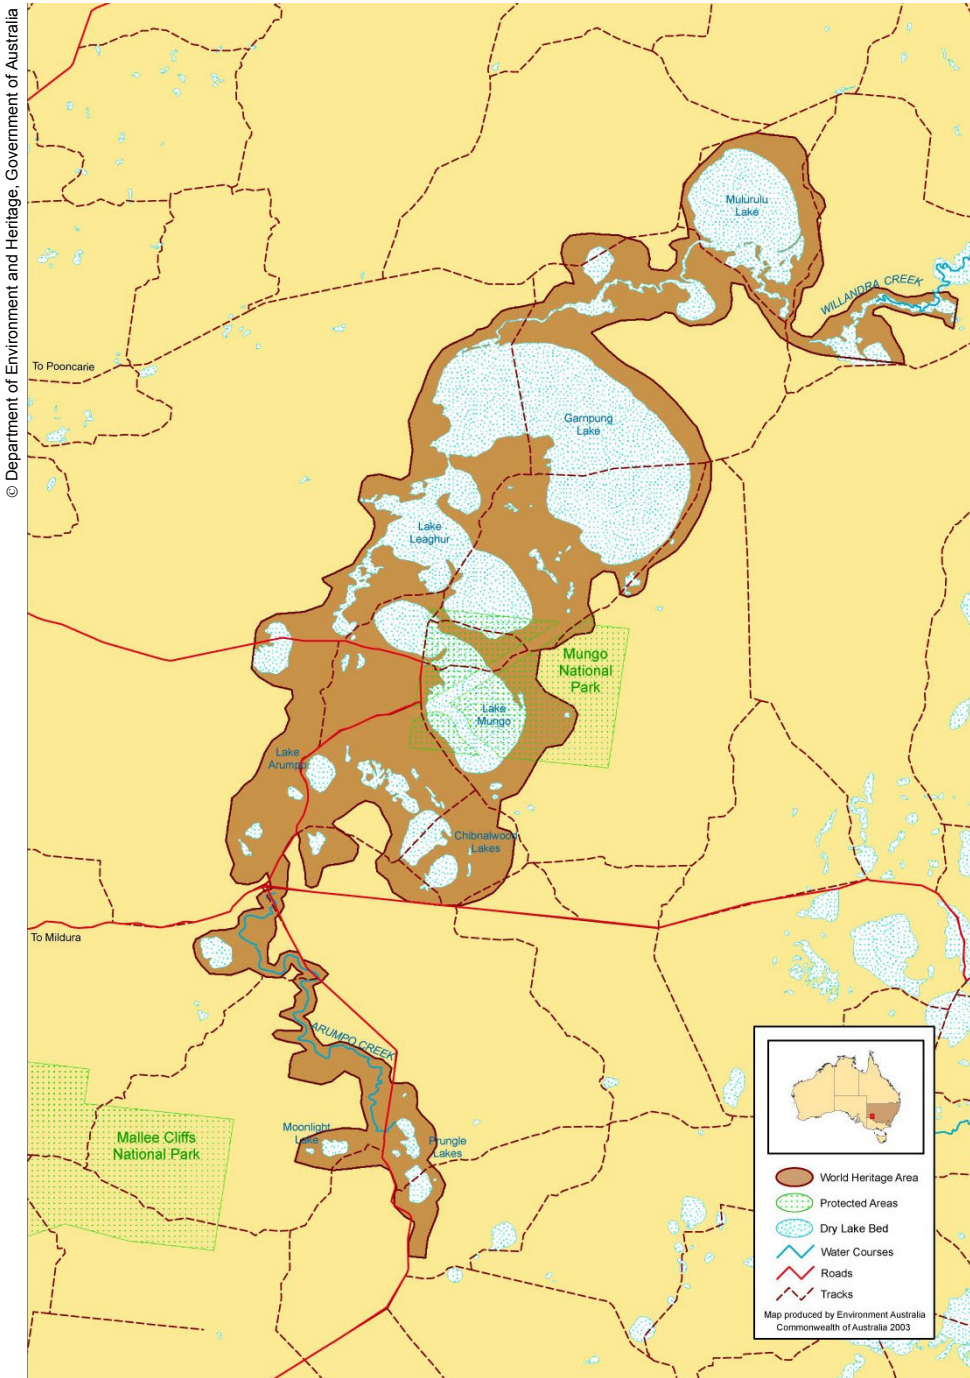 © Department of Environment and Heritage, Government of Australia
Mulurulu
Lake
WILLANDRA CREEK
To Pooncarie
Garnpung
Lake
Lake
Leaghur
Mungo
National
Park
Lake
Mungo
Lake
Arumpo
Chibnalwood
Lakes
To Mildura
ARUMPO CREEK
Moonlight
Lake
Prungle
Lakes
Mallee Cliffs
National Park
World Heritage Area
Protected Areas
Dry Lake Bed
Water Courses
Roads
Tracks
Map produced by Environment Australia
Commonwealth of Australia 2003